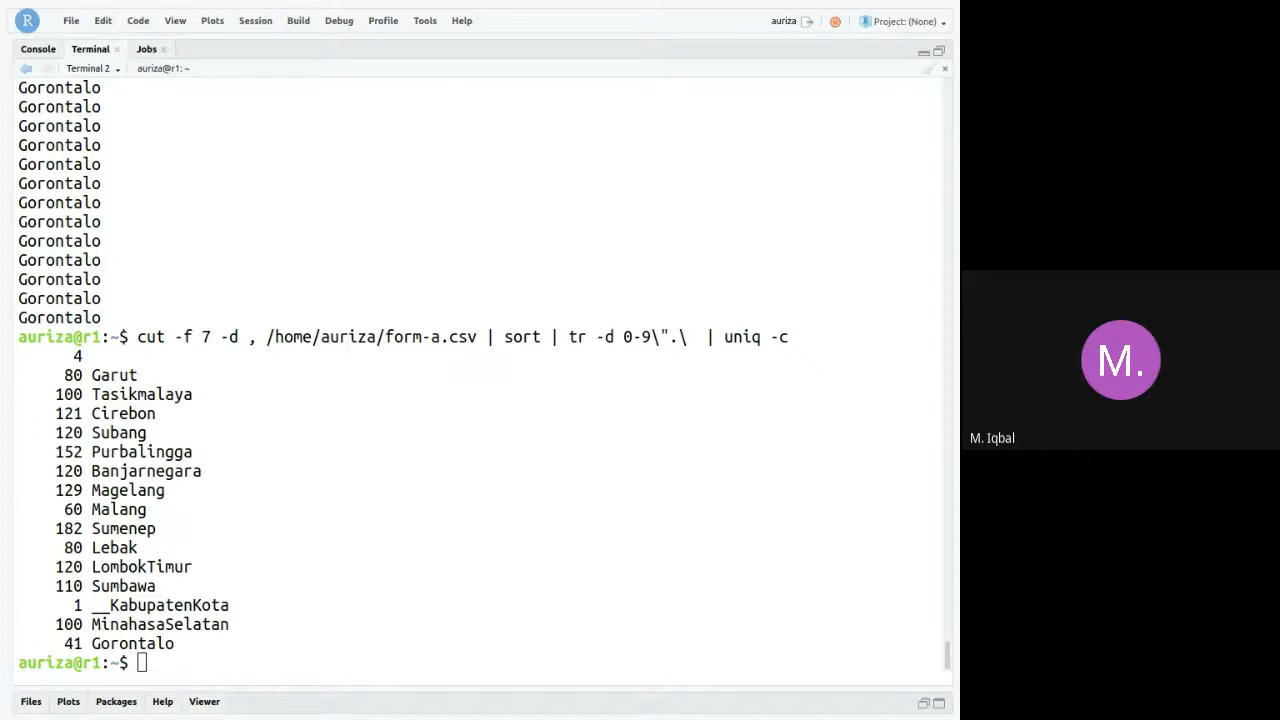 R File Edit Code View Plots Session Build Debug Profile Tools Help auriza R Project: (None)
Console Terminal Jobs
Terminal 2 auriza@r1: ~
Gorontalo
Gorontalo
Gorontalo
Gorontalo
Gorontalo
Gorontalo
Gorontalo
Gorontalo
Gorontalo
Gorontalo
Gorontalo
Gorontalo
Gorontalo
auriza@r1:~$ cut -f 7 -d , /home/auriza/form-a.csv | sort | tr -d 0-9\".\  | uniq -c
4
80 Garut
100 Tasikmalaya
121 Cirebon
120 Subang
152 Purbalingga
120 Banjarnegara
129 Magelang
60 Malang
182 Sumenep
80 Lebak
120 LombokTimur
110 Sumbawa
1 __KabupatenKota
100 MinahasaSelatan
41 Gorontalo
auriza@r1:~$
Files Plots Packages Help Viewer
M.
M. Iqbal